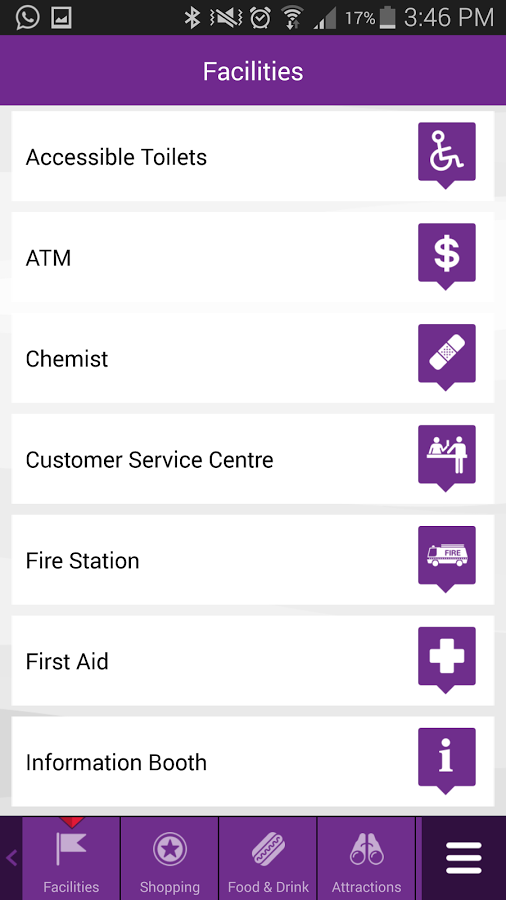 17% 3:46 PM
Facilities
Accessible Toilets
ATM
$
Chemist
Customer Service Centre
Fire Station
FIRE
First Aid
Information Booth
i
Facilities Shopping Food & Drink Attractions